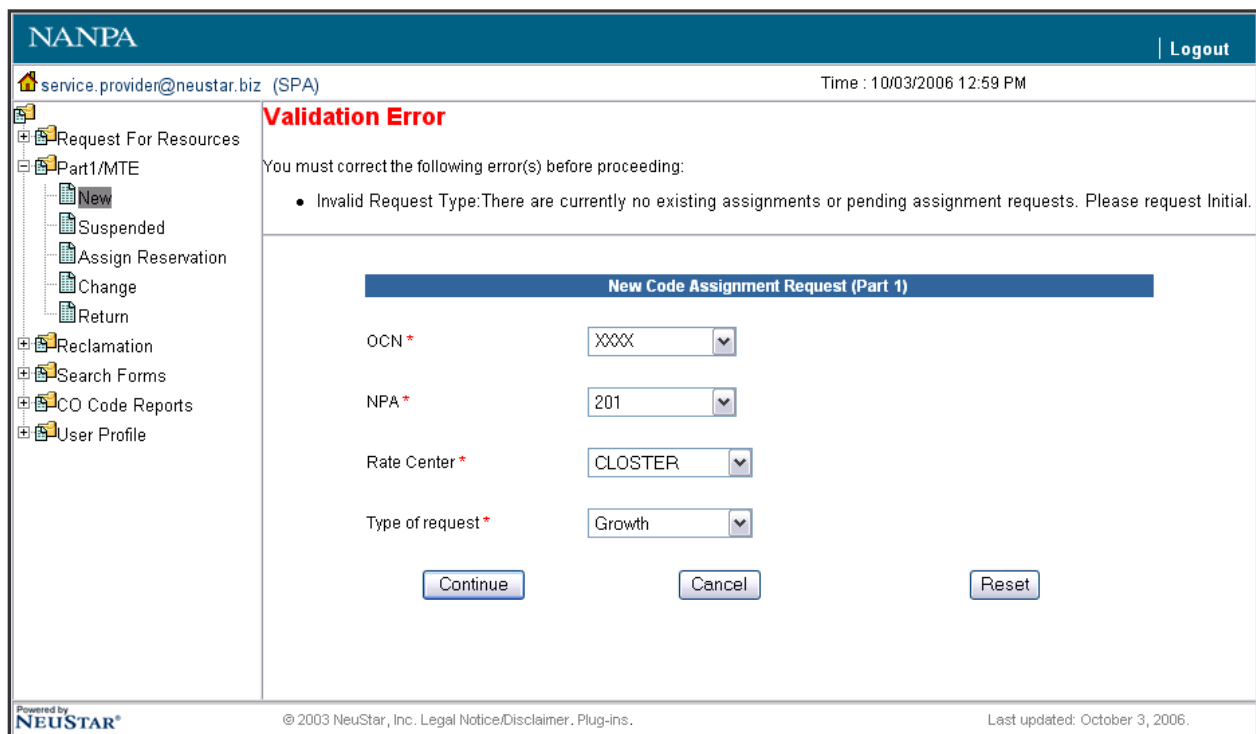 NANPA
| Logout
service.provider@neustar.biz (SPA)
Time : 10/03/2006 12:59 PM
Request For Resources
Part1/MTE
New
Suspended
Assign Reservation
Change
Return
Reclamation
Search Forms
CO Code Reports
User Profile
Validation Error
You must correct the following error(s) before proceeding:
• Invalid Request Type:There are currently no existing assignments or pending assignment requests. Please request Initial.
New Code Assignment Request (Part 1)
OCN * XXXX
NPA * 201
Rate Center * CLOSTER
Type of request * Growth
Continue Cancel Reset
Powered by
NEUSTAR®
© 2003 NeuStar, Inc. Legal Notice/Disclaimer. Plug-ins.
Last updated: October 3, 2006.